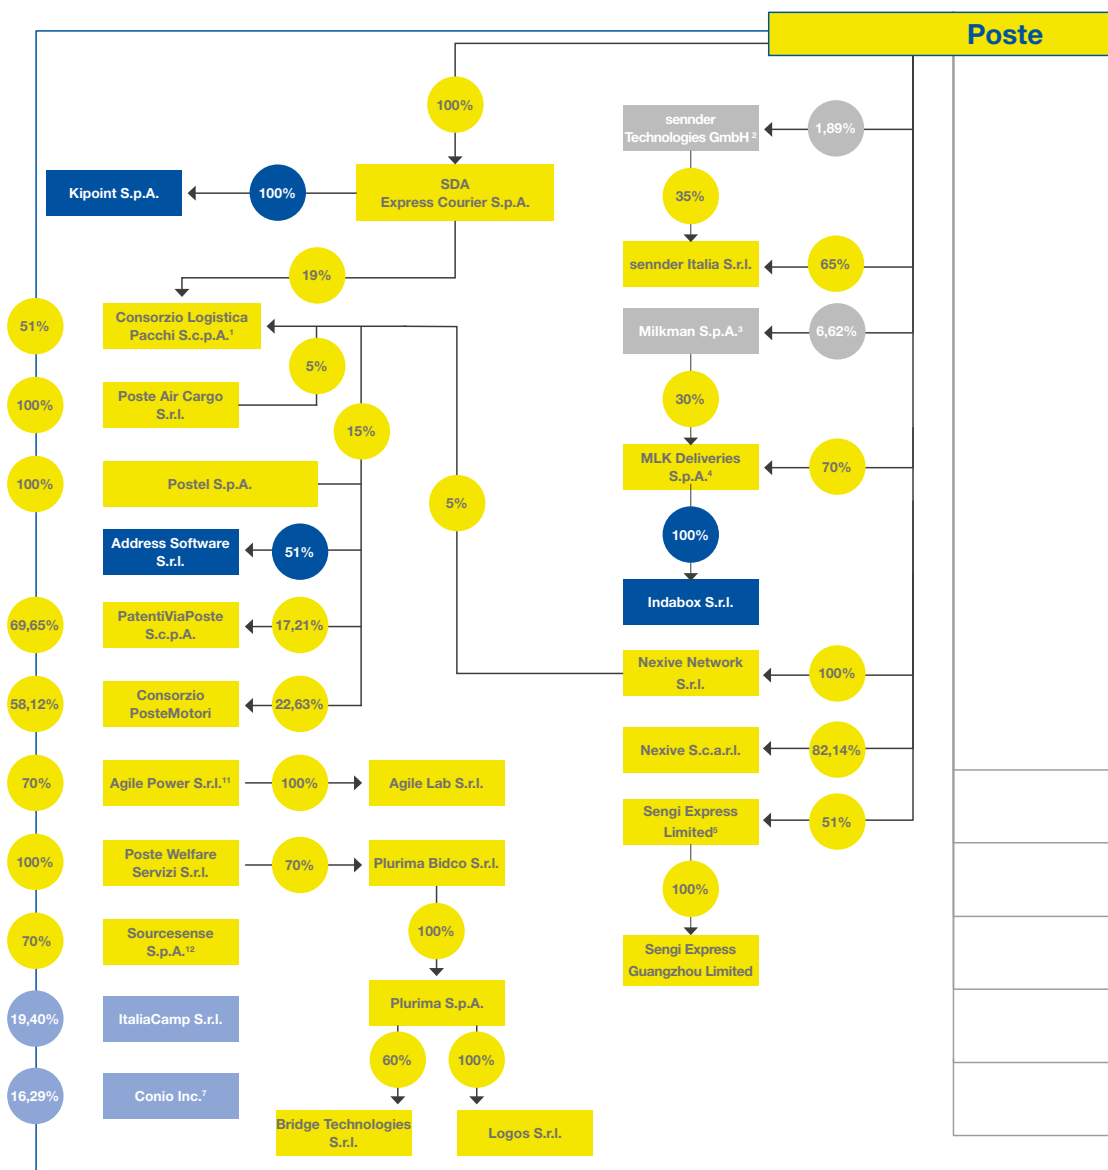 Poste
100%
sennder
Technologies GmbH ²
1,89%
Kipoint S.p.A.
100%
SDA
Express Courier S.p.A.
35%
19%
sennder Italia S.r.l.
65%
51%
Consorzio Logistica
Pacchi S.c.p.A.¹
Milkman S.p.A.³
6,62%
5%
100%
Poste Air Cargo
S.r.l.
30%
15%
100%
Postel S.p.A.
MLK Deliveries
S.p.A.⁴
70%
5%
Address Software
S.r.l.
51%
100%
Indabox S.r.l.
69,65%
PatentiViaPoste
S.c.p.A.
17,21%
Nexive Network
S.r.l.
100%
58,12%
Consorzio
PosteMotori
22,63%
Nexive S.c.a.r.l.
82,14%
70%
Agile Power S.r.l.¹¹
100%
Agile Lab S.r.l.
Sengi Express
Limited⁵
51%
100%
Poste Welfare
Servizi S.r.l.
70%
Plurima Bidco S.r.l.
100%
70%
Sourcesense
S.p.A.¹²
100%
Sengi Express
Guangzhou Limited
19,40%
ItaliaCamp S.r.l.
Plurima S.p.A.
60%
100%
16,29%
Conio Inc.⁷
Bridge Technologies
S.r.l.
Logos S.r.l.